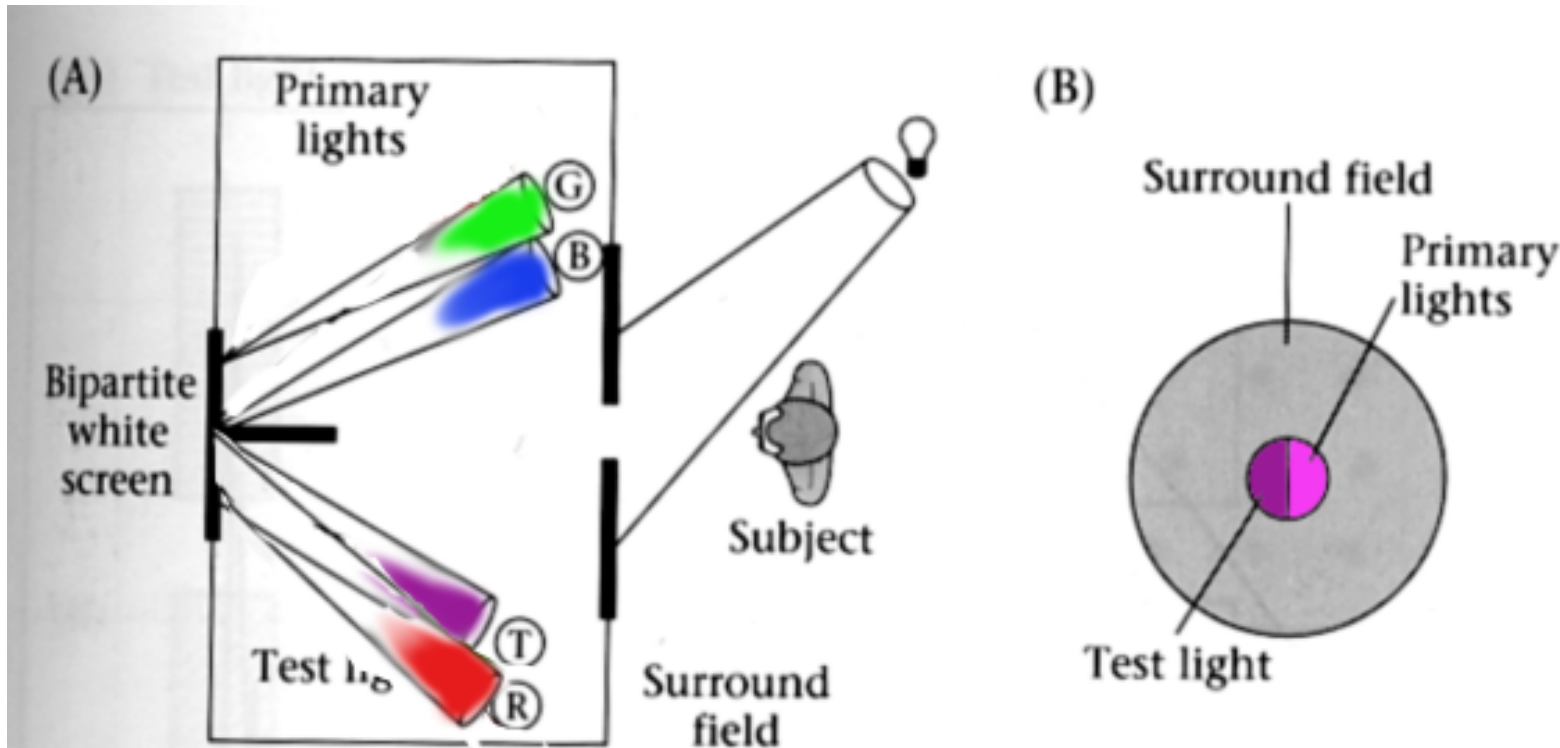 (A)
Primary
lights
G
B
Bipartite
white
screen
Subject
Test
T
R
Surround
field
(B)
Surround field
Primary
lights
Test light